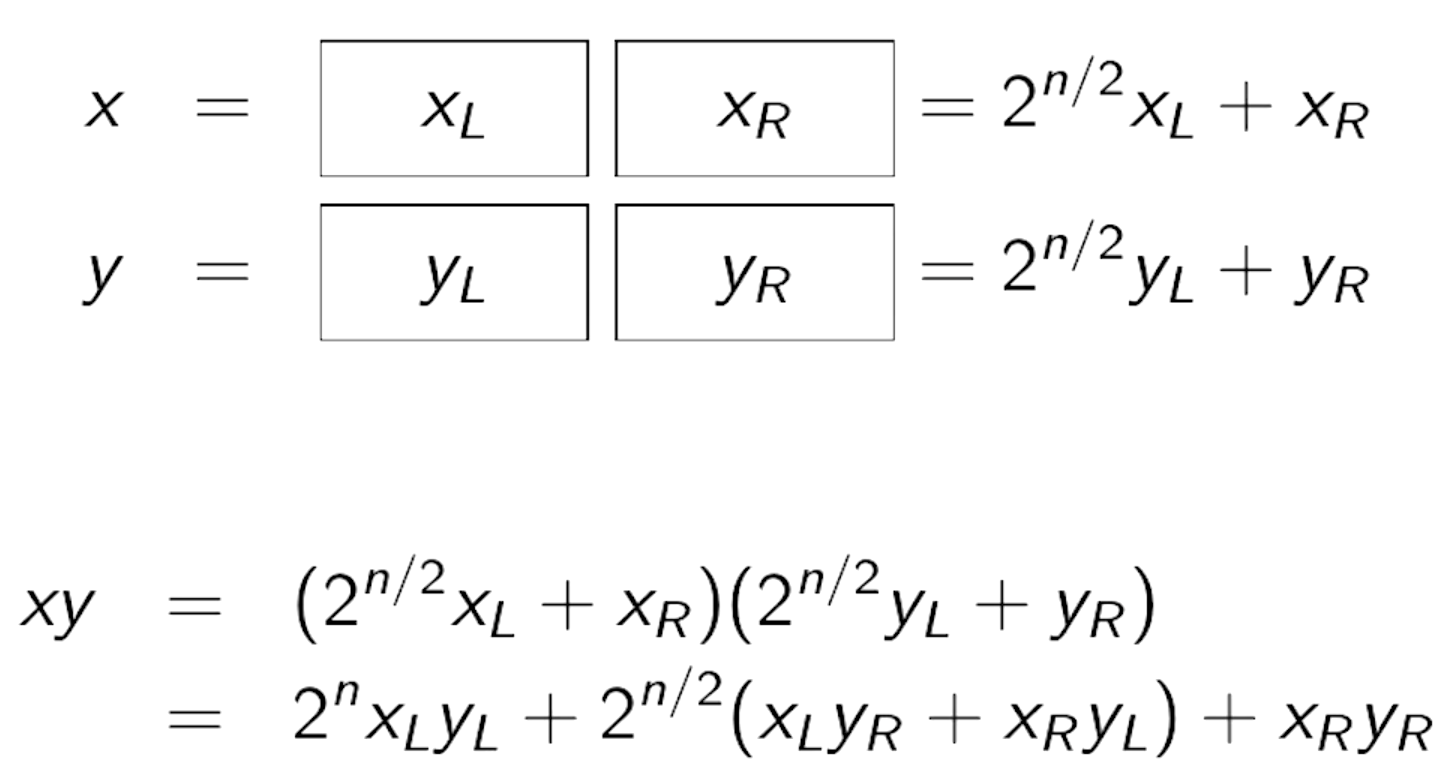 x = x_L x_R = 2^{n/2}x_L + x_R
y = y_L y_R = 2^{n/2}y_L + y_R
xy = (2^{n/2}x_L + x_R)(2^{n/2}y_L + y_R)
= 2^n x_L y_L + 2^{n/2}(x_L y_R + x_R y_L) + x_R y_R